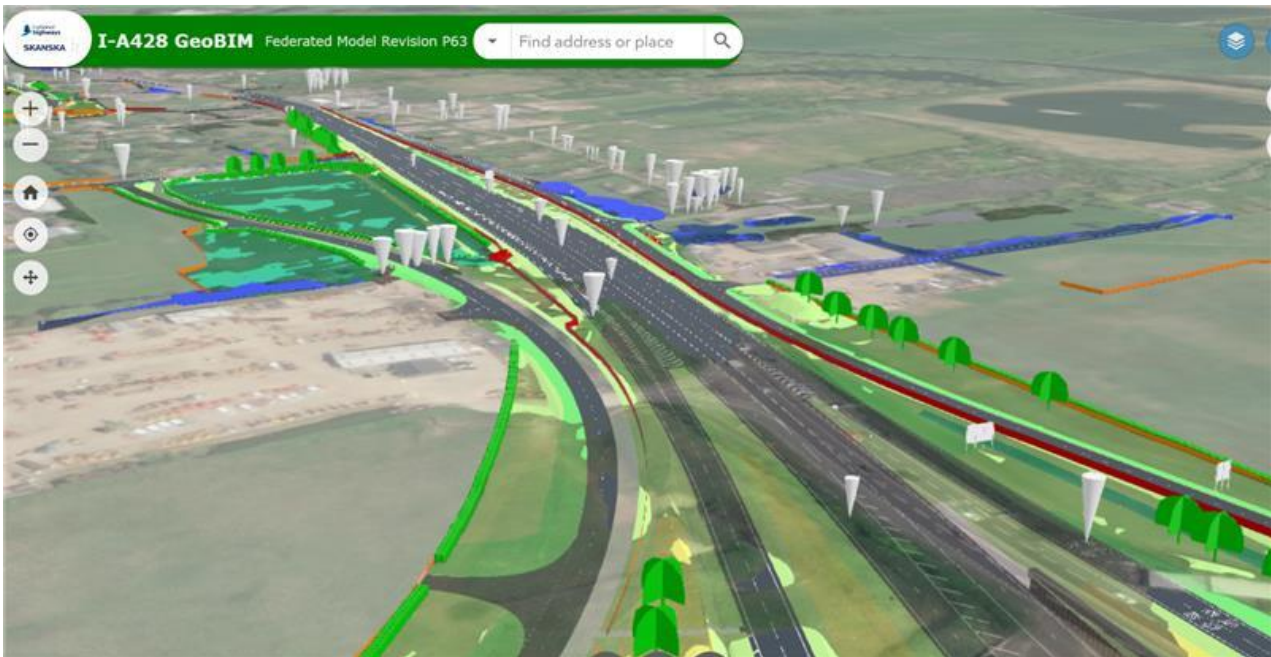 highways
SKANSKA
I-A428 GeoBIM Federated Model Revision P63
Find address or place